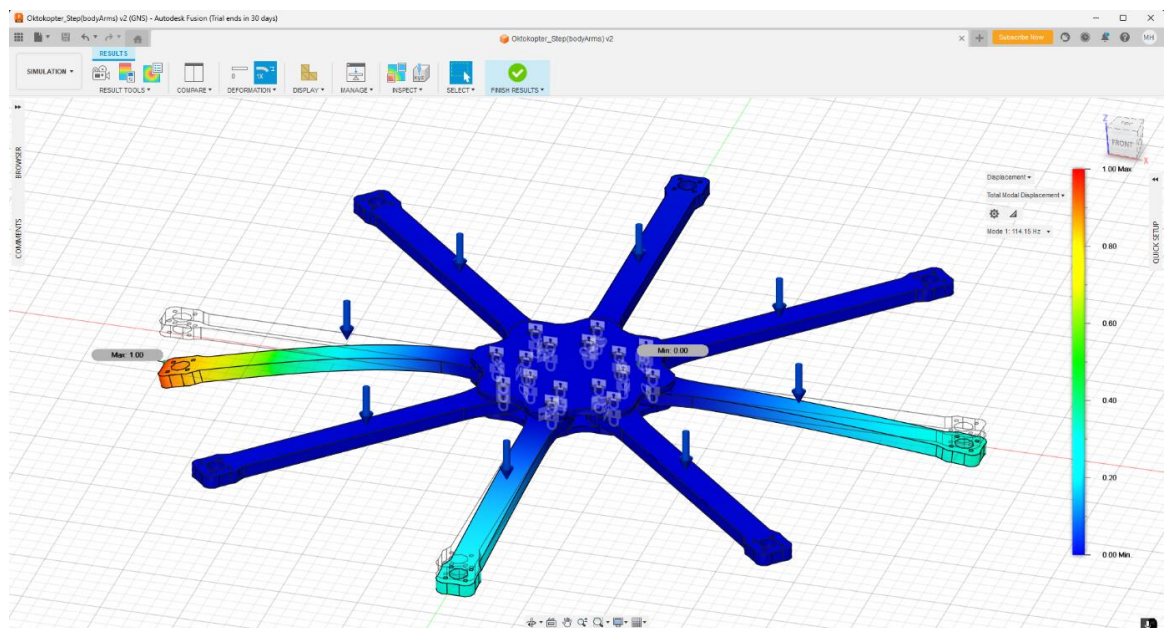 Oktokopter_Step(bodyArms) v2 (GNS) - Autodesk Fusion (Trial ends in 30 days)
Oktokopter_Step(bodyArms) v2
Subscribe Now
MH
RESULTS
SIMULATION
RESULT TOOLS
COMPARE
DEFORMATION
DISPLAY
MANAGE
INSPECT
SELECT
FINISH RESULTS
BROWSER
COMMENTS
QUICK SETUP
Z
FRONT
X
Displacement
Total Modal Displacement
Mode 1: 114.15 Hz
1.00 Max
0.80
0.60
0.40
0.20
0.00 Min.
Max: 1.00
Min: 0.00